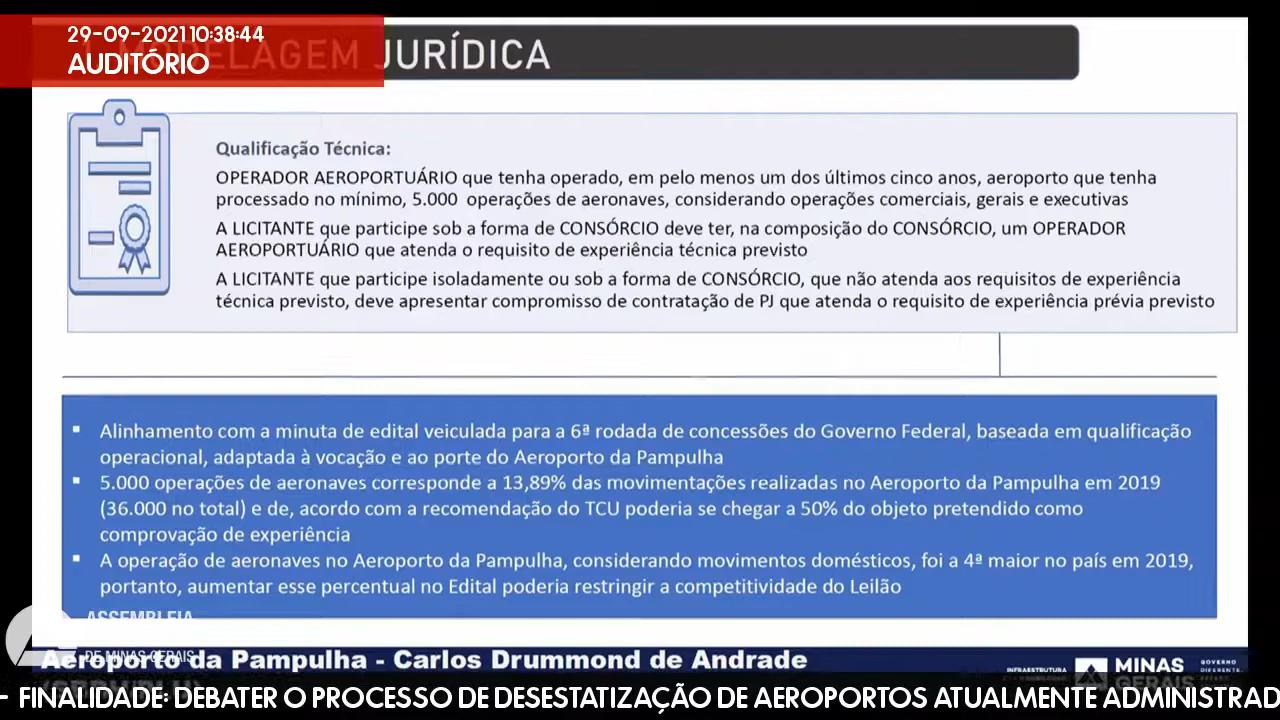 29-09-2021 10:38:44
AUDITÓRIO
MODELAGEM JURÍDICA
Qualificação Técnica:
OPERADOR AEROPORTUÁRIO que tenha operado, em pelo menos um dos últimos cinco anos, aeroporto que tenha
processado no mínimo, 5.000 operações de aeronaves, considerando operações comerciais, gerais e executivas
A LICITANTE que participe sob a forma de CONSÓRCIO deve ter, na composição do CONSÓRCIO, um OPERADOR
AEROPORTUÁRIO que atenda o requisito de experiência técnica previsto
A LICITANTE que participe isoladamente ou sob a forma de CONSÓRCIO, que não atenda aos requisitos de experiência
técnica previsto, deve apresentar compromisso de contratação de PJ que atenda o requisito de experiência prévia previsto
▪ Alinhamento com a minuta de edital veiculada para a 6ª rodada de concessões do Governo Federal, baseada em qualificação
operacional, adaptada à vocação e ao porte do Aeroporto da Pampulha
▪ 5.000 operações de aeronaves corresponde a 13,89% das movimentações realizadas no Aeroporto da Pampulha em 2019
(36.000 no total) e de, acordo com a recomendação do TCU poderia se chegar a 50% do objeto pretendido como
comprovação de experiência
▪ A operação de aeronaves no Aeroporto da Pampulha, considerando movimentos domésticos, foi a 4ª maior no país em 2019,
portanto, aumentar esse percentual no Edital poderia restringir a competitividade do Leilão
ASSEMBLEIA
DE MINAS GERAIS
Aeroporto da Pampulha - Carlos Drummond de Andrade
INFRAESTRUTURA
MINAS
GERAIS
GOVERNO
DIFERENTE.
- FINALIDADE: DEBATER O PROCESSO DE DESESTATIZAÇÃO DE AEROPORTOS ATUALMENTE ADMINISTRAD